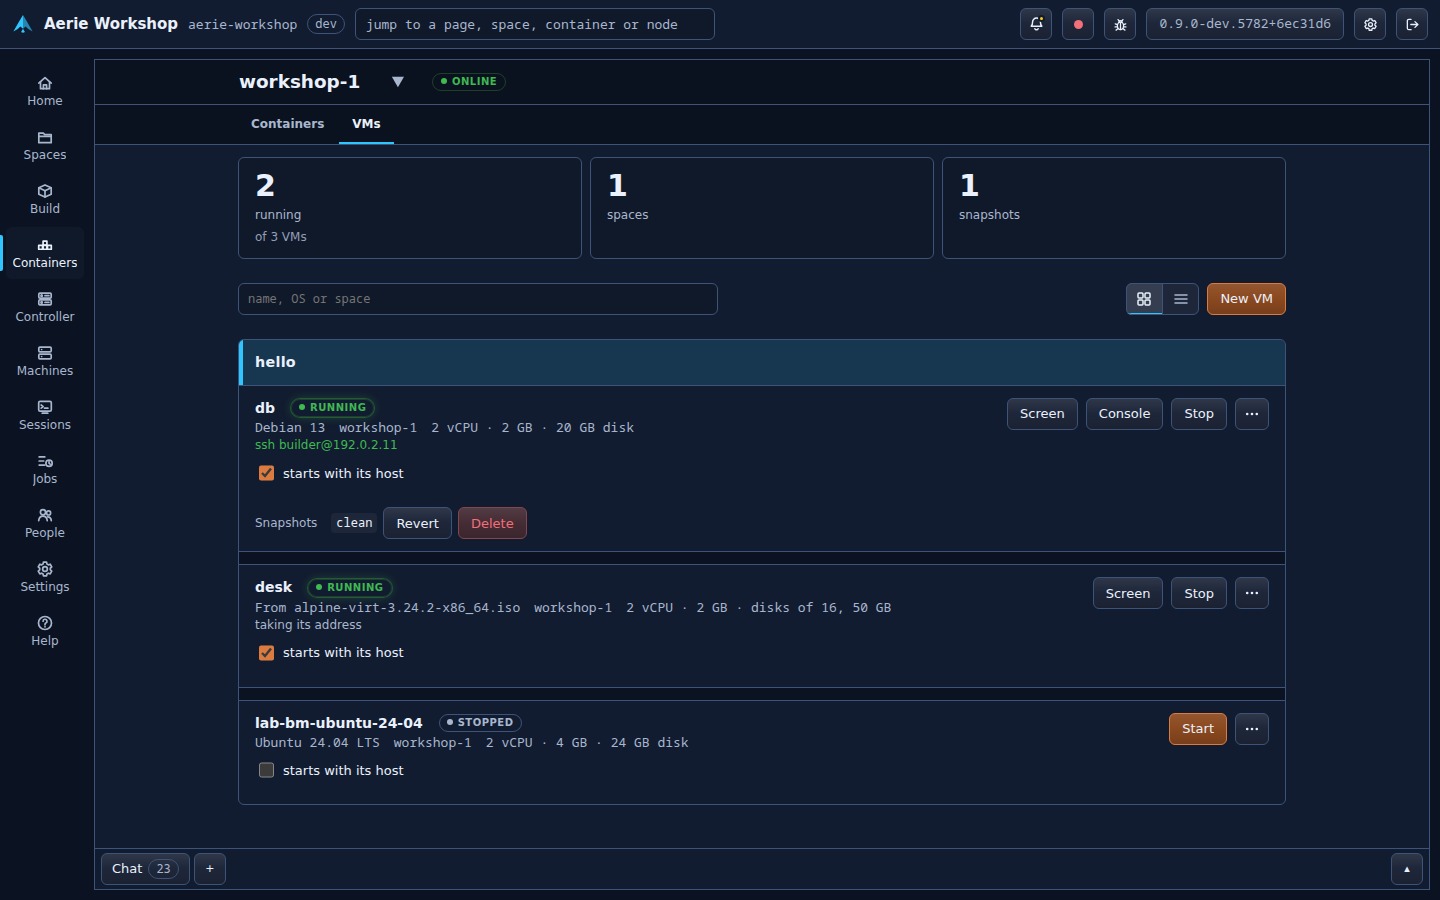 Aerie Workshop aerie-workshop dev jump to a page, space, container or node 0.9.0-dev.5782+6ec31d6
Home
Spaces
Build
Containers
Controller
Machines
Sessions
Jobs
People
Settings
Help
workshop-1 ▼ ONLINE
Containers VMs
2
running
of 3 VMs
1
spaces
1
snapshots
name, OS or space New VM
hello
db RUNNING Screen Console Stop ...
Debian 13 workshop-1 2 vCPU · 2 GB · 20 GB disk
ssh builder@192.0.2.11
starts with its host
Snapshots clean Revert Delete
desk RUNNING Screen Stop ...
From alpine-virt-3.24.2-x86_64.iso workshop-1 2 vCPU · 2 GB · disks of 16, 50 GB
taking its address
starts with its host
lab-bm-ubuntu-24-04 STOPPED Start ...
Ubuntu 24.04 LTS workshop-1 2 vCPU · 4 GB · 24 GB disk
starts with its host
Chat 23 + ▲